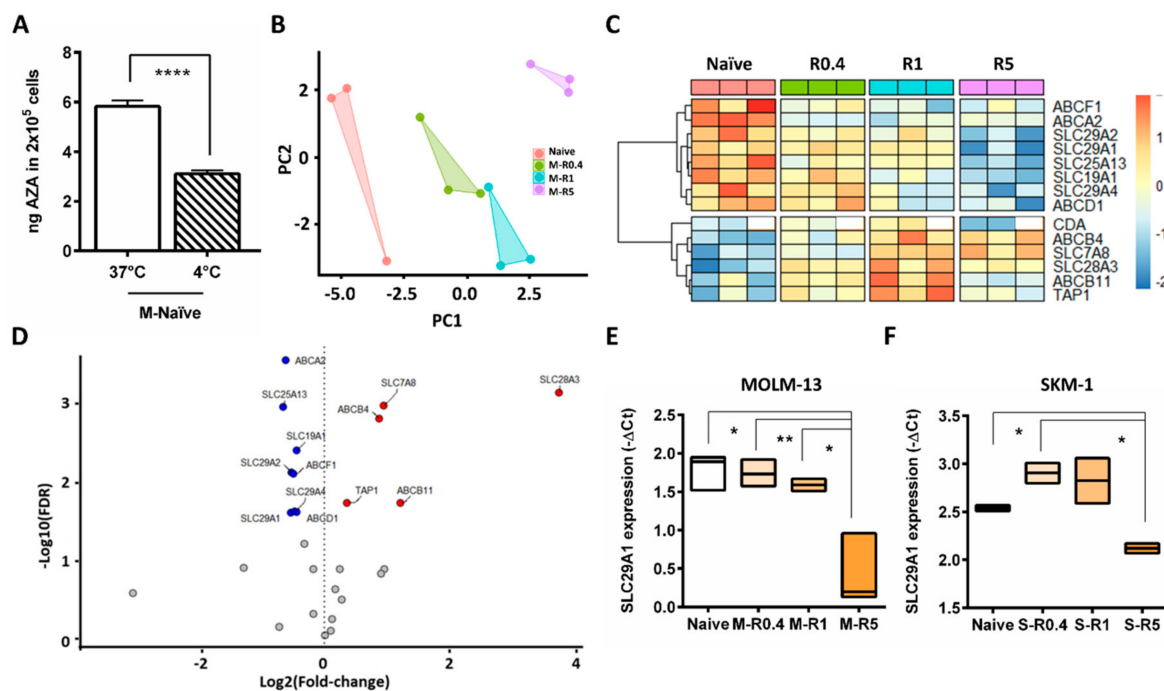 A
8
6
4
2
0
ng AZA in 2x10⁵ cells
****
37°C
4°C
M-Naïve
B
PC2
2
0
-2
-5.0
-2.5
0.0
2.5
PC1
Naive
M-R0.4
M-R1
M-R5
C
Naïve R0.4 R1 R5
ABCF1
ABCA2
SLC29A2
SLC29A1
SLC25A13
SLC19A1
SLC29A4
ABCD1
CDA
ABCB4
SLC7A8
SLC28A3
ABCB11
TAP1
1
0
-1
-2
D
-Log10(FDR)
3
2
1
0
ABCA2
SLC25A13
SLC19A1
SLC29A2
ABCF1
SLC29A4
SLC29A1
ABCD1
SLC7A8
ABCB4
SLC28A3
TAP1
ABCB11
-2
0
2
4
Log2(Fold-change)
E
MOLM-13
SLC29A1 expression (-ΔCt)
2.0
1.5
1.0
0.5
0.0
*
**
*
Naive M-R0.4 M-R1 M-R5
F
SKM-1
SLC29A1 expression (-ΔCt)
3.5
3.0
2.5
2.0
1.5
*
*
Naive S-R0.4 S-R1 S-R5